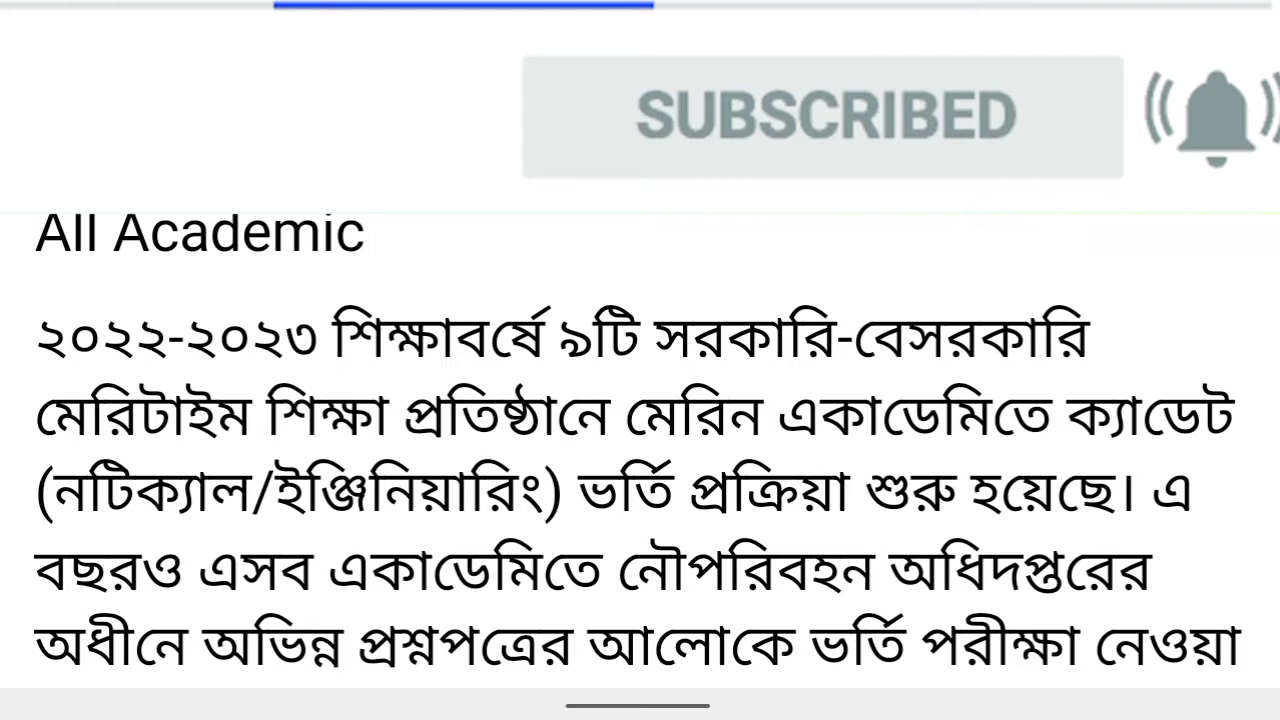 SUBSCRIBED
All Academic
২০২২-২০২৩ শিক্ষাবর্ষে ৯টি সরকারি-বেসরকারি
মেরিটাইম শিক্ষা প্রতিষ্ঠানে মেরিন একাডেমিতে ক্যাডেট
(নটিক্যাল/ইঞ্জিনিয়ারিং) ভর্তি প্রক্রিয়া শুরু হয়েছে। এ
বছরও এসব একাডেমিতে নৌপরিবহন অধিদপ্তরের
অধীনে অভিন্ন প্রশ্নপত্রের আলোকে ভর্তি পরীক্ষা নেওয়া